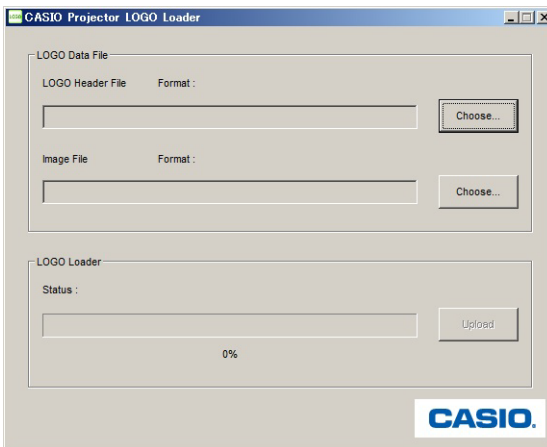 CASIO Projector LOGO Loader
LOGO Data File
LOGO Header File Format :
Choose...
Image File Format :
Choose...
LOGO Loader
Status :
Upload
0%
CASIO.